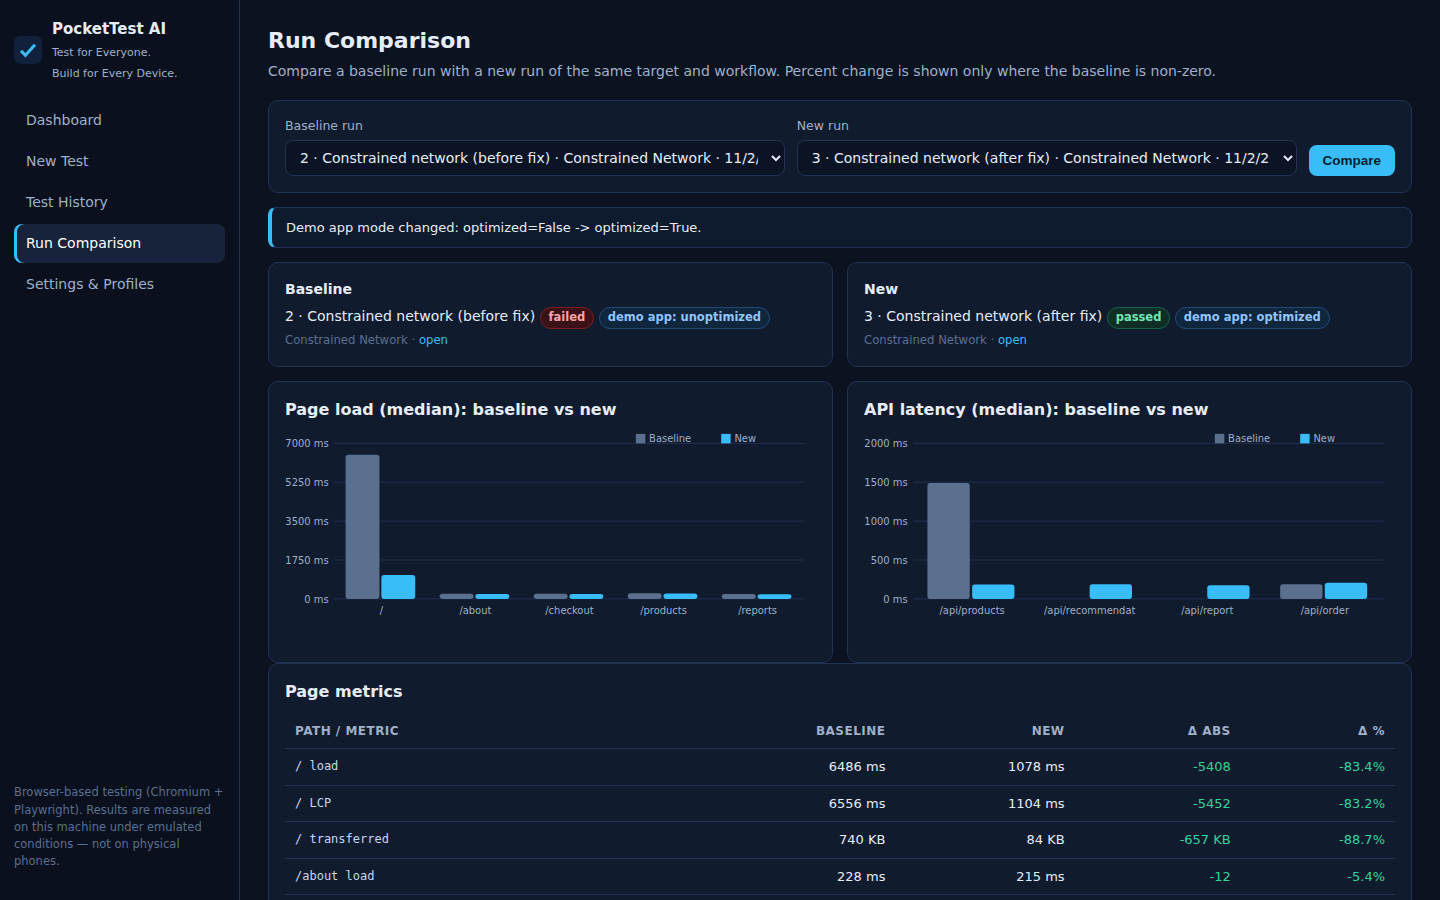 PocketTest AI
Test for Everyone.
Build for Every Device.
Dashboard
New Test
Test History
Run Comparison
Settings & Profiles
Browser-based testing (Chromium +
Playwright). Results are measured
on this machine under emulated
conditions — not on physical
phones.
Run Comparison
Compare a baseline run with a new run of the same target and workflow. Percent change is shown only where the baseline is non-zero.
Baseline run
2 · Constrained network (before fix) · Constrained Network · 11/2/
New run
3 · Constrained network (after fix) · Constrained Network · 11/2/2
Compare
Demo app mode changed: optimized=False -> optimized=True.
Baseline
2 · Constrained network (before fix) failed demo app: unoptimized
Constrained Network · open
New
3 · Constrained network (after fix) passed demo app: optimized
Constrained Network · open
Page load (median): baseline vs new
Baseline New
7000 ms
5250 ms
3500 ms
1750 ms
0 ms
/ /about /checkout /products /reports
API latency (median): baseline vs new
Baseline New
2000 ms
1500 ms
1000 ms
500 ms
0 ms
/api/products /api/recommendat /api/report /api/order
Page metrics
PATH / METRIC BASELINE NEW Δ ABS Δ %
/ load 6486 ms 1078 ms -5408 -83.4%
/ LCP 6556 ms 1104 ms -5452 -83.2%
/ transferred 740 KB 84 KB -657 KB -88.7%
/about load 228 ms 215 ms -12 -5.4%